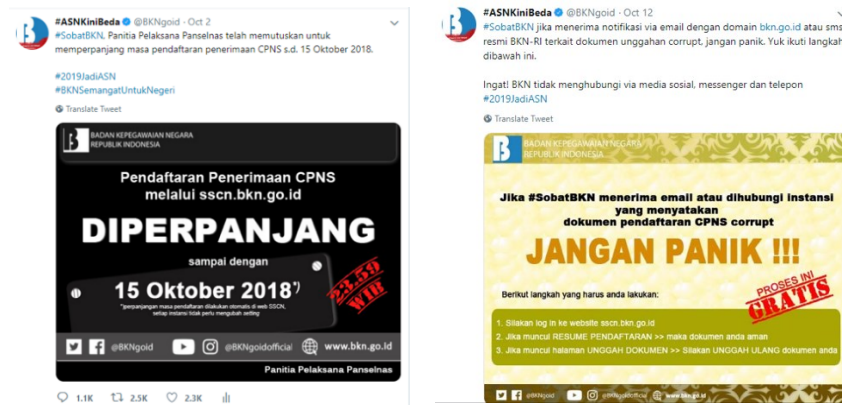 #ASNKiniBeda @BKNgoid · Oct 2
#SobatBKN, Panitia Pelaksana Panselnas telah memutuskan untuk
memperpanjang masa pendaftaran penerimaan CPNS s.d. 15 Oktober 2018.
#2019JadiASN
#BKNSemangatUntukNegeri
Translate Tweet
BADAN KEPEGAWAIAN NEGARA
REPUBLIK INDONESIA
Pendaftaran Penerimaan CPNS
melalui sscn.bkn.go.id
DIPERPANJANG
sampai dengan
15 Oktober 2018*)
23.59
WIB
*)perpanjangan masa pendaftaran dilakukan otomatis di web SSCN,
setiap instansi tidak perlu mengubah setting
@BKNgoid @BKNgoidofficial www.bkn.go.id
Panitia Pelaksana Panselnas
1.1K 2.5K 2.3K
#ASNKiniBeda @BKNgoid · Oct 12
#SobatBKN jika menerima notifikasi via email dengan domain bkn.go.id atau sms
resmi BKN-RI terkait dokumen unggahan corrupt, jangan panik. Yuk ikuti langkah
dibawah ini.
Ingat! BKN tidak menghubungi via media sosial, messenger dan telepon
#2019JadiASN
Translate Tweet
BADAN KEPEGAWAIAN NEGARA
REPUBLIK INDONESIA
Jika #SobatBKN menerima email atau dihubungi instansi
yang menyatakan
dokumen pendaftaran CPNS corrupt
JANGAN PANIK !!!
Berikut langkah yang harus anda lakukan:
PROSES INI
GRATIS
1. Silakan log in ke website sscn.bkn.go.id
2. Jika muncul RESUME PENDAFTARAN >> maka dokumen anda aman
3. Jika muncul halaman UNGGAH DOKUMEN >> Silakan UNGGAH ULANG dokumen anda
@BKNgoid @BKNgoidofficial www.bkn.go.id